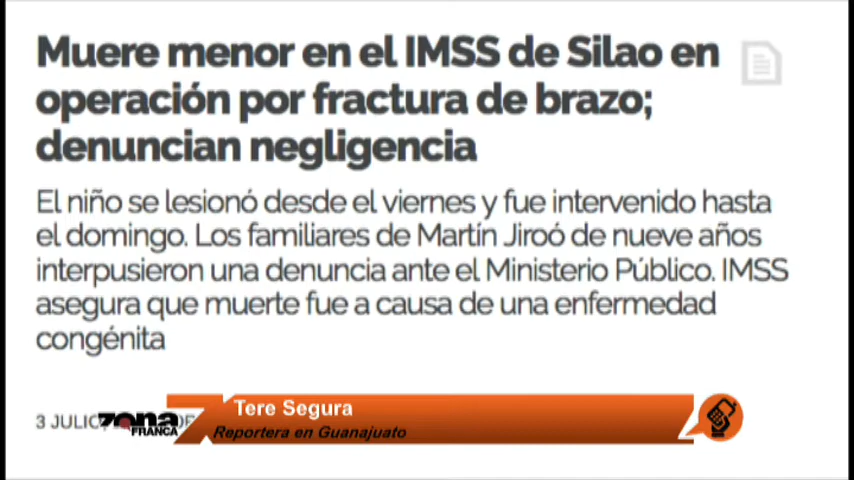 Muere menor en el IMSS de Silao en
operación por fractura de brazo;
denuncian negligencia
El niño se lesionó desde el viernes y fue intervenido hasta
el domingo. Los familiares de Martín Jiroó de nueve años
interpusieron una denuncia ante el Ministerio Público. IMSS
asegura que muerte fue a causa de una enfermedad
congénita
Tere Segura
3 JULIO
zona
FRANCA
Reportera en Guanajuato